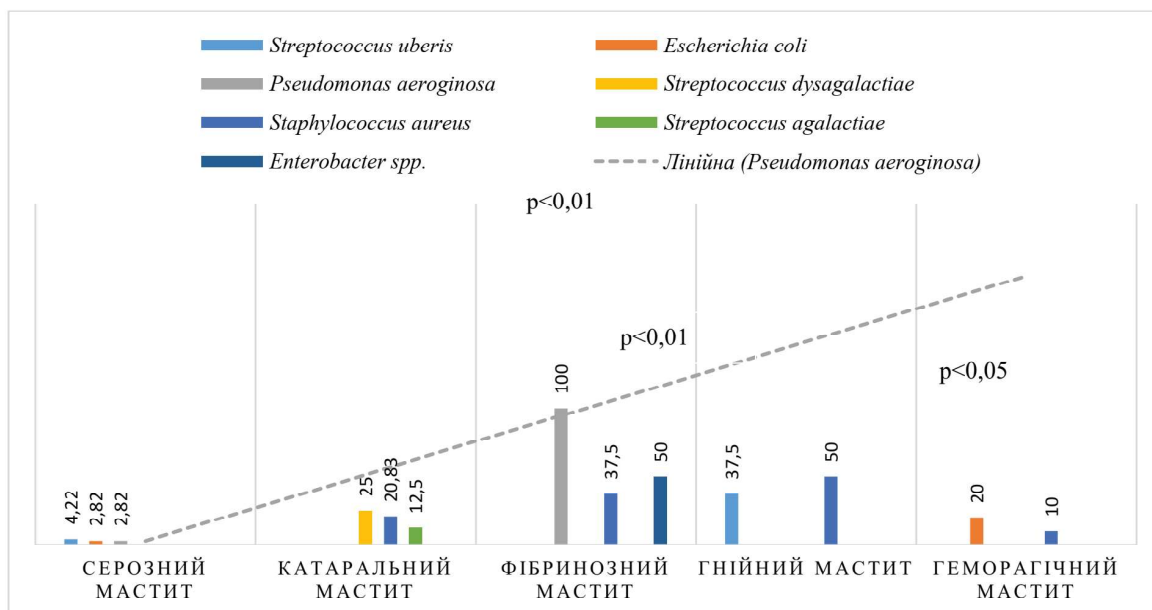 Streptococcus uberis
Escherichia coli
Pseudomonas aeroginosa
Streptococcus dysagalactiae
Staphylococcus aureus
Streptococcus agalactiae
Enterobacter spp.
Лінійна (Pseudomonas aeroginosa)
p<0,01
p<0,01
p<0,05
4,22
2,82
2,82
25
20,83
12,5
100
37,5
50
37,5
50
20
10
СЕРОЗНИЙ
МАСТИТ
КАТАРАЛЬНИЙ
МАСТИТ
ФІБРИНОЗНИЙ
МАСТИТ
ГНІЙНИЙ МАСТИТ
ГЕМОРАГІЧНИЙ
МАСТИТ